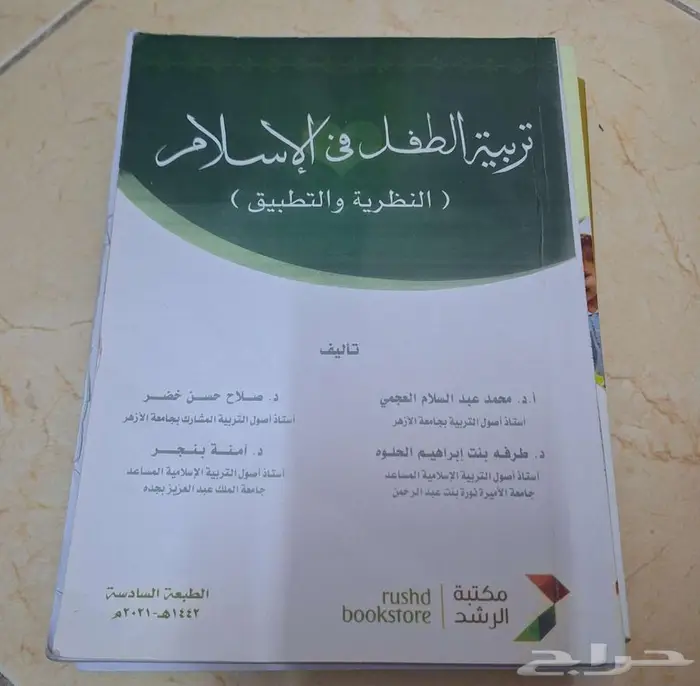 تربية الطفل في الإسلام
( النظرية والتطبيق )
تأليف
أ.د. محمد عبد السلام العجمي
أستاذ أصول التربية بجامعة الأزهر
د. صلاح حسن خضر
أستاذ أصول التربية المشارك بجامعة الأزهر
د. طرفه بنت إبراهيم الحلوه
أستاذ أصول التربية الإسلامية المساعد
جامعة الأميرة نورة بنت عبد الرحمن
د. آمنة بنجر
أستاذ أصول التربية الإسلامية المساعد
جامعة الملك عبد العزيز بجده
الطبعة السادسة
١٤٤٢هـ-٢٠٢١م
مكتبة
الرشد
rushd
bookstore
حراج